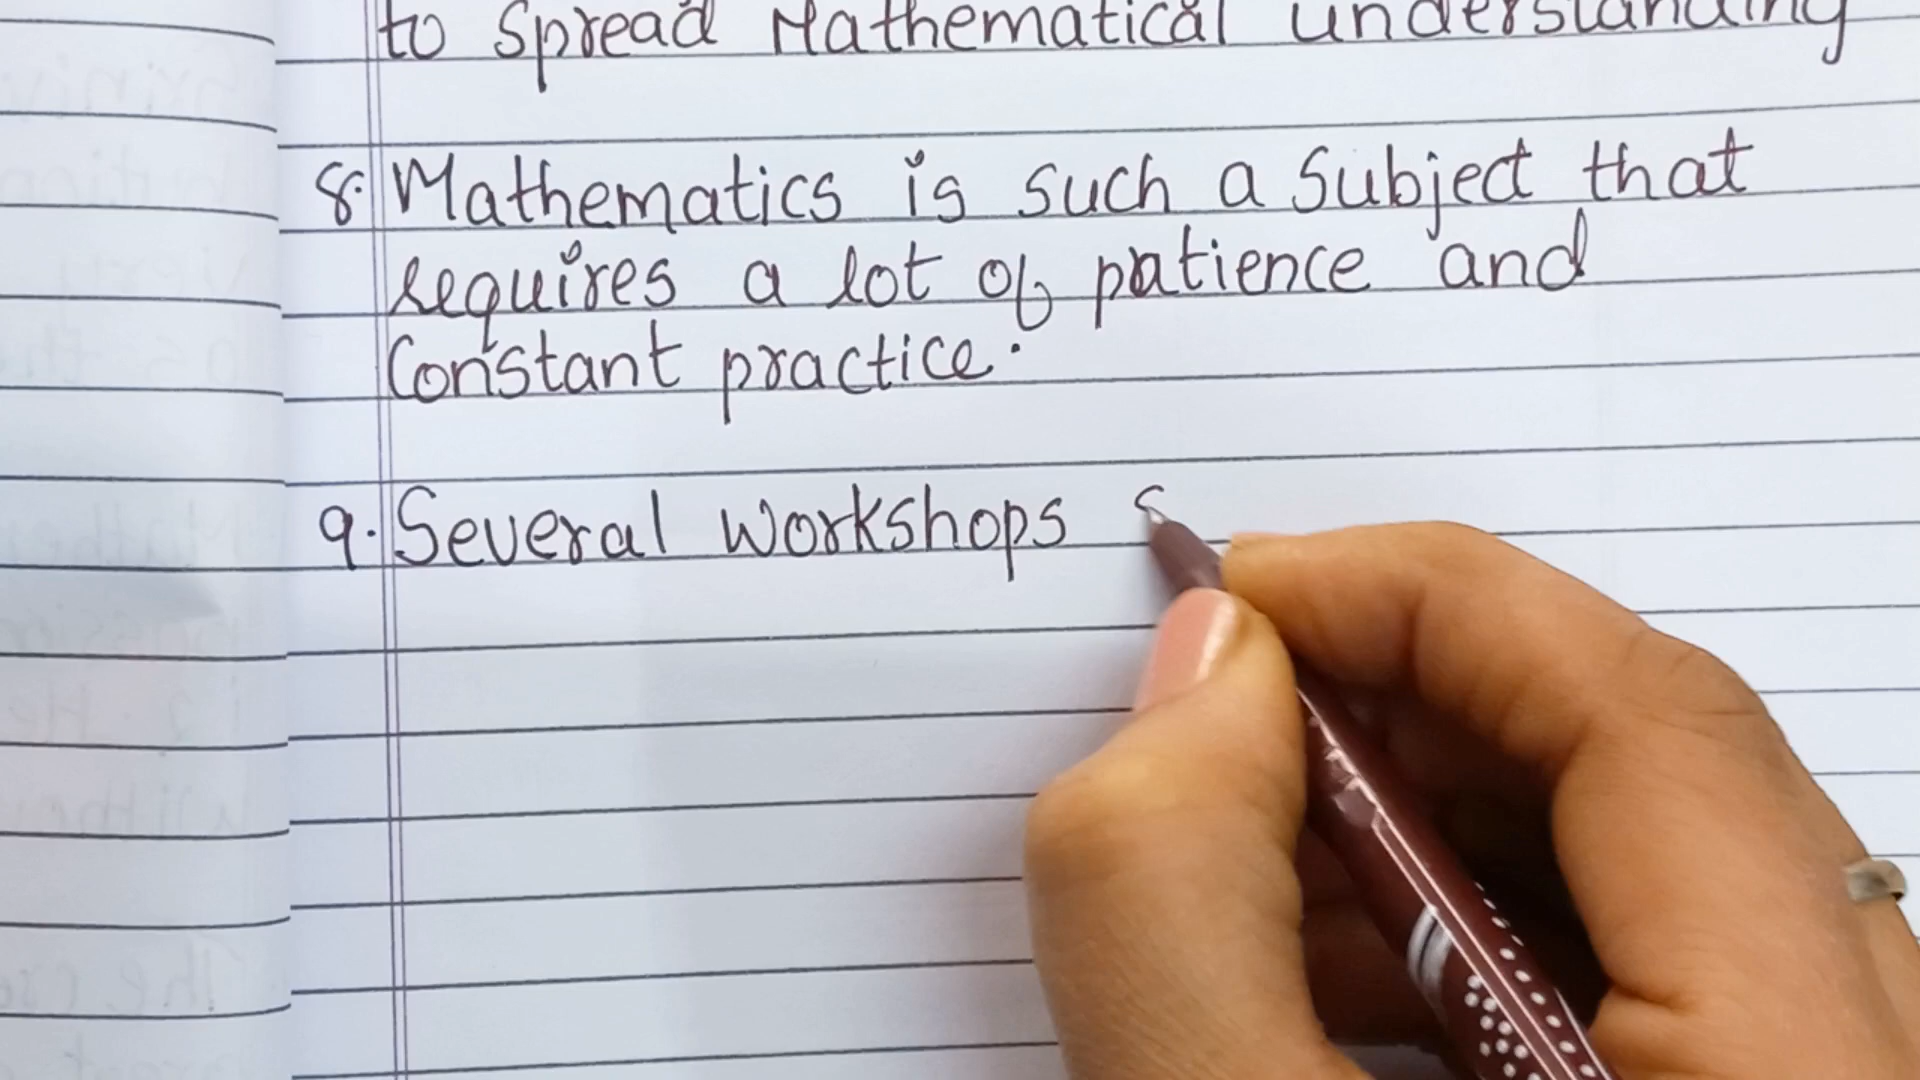 to Spread Mathematical understanding
8. Mathematics is such a Subject that
requires a lot of patience and
Constant practice.
9. Several Workshops s